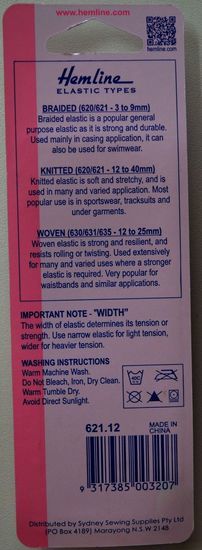 www.hemline.com
Hemline
ELASTIC TYPES
BRAIDED (620/621 - 3 to 9mm)
Braided elastic is a popular general
purpose elastic as it is strong and durable.
Used mainly in casing application, it can
also be used for swimwear.
KNITTED (620/621 - 12 to 40mm)
Knitted elastic is soft and stretchy, and is
used in many and varied application. Most
popular use is in sportswear, tracksuits and
under garments.
WOVEN (630/631/635 - 12 to 25mm)
Woven elastic is strong and resilient, and
resists rolling or twisting. Used extensively
for many and varied uses where a stronger
elastic is required. Very popular for
waistbands and similar applications.
IMPORTANT NOTE - "WIDTH"
The width of elastic determines its tension or
strength. Use narrow elastic for light tension,
wider for heavier tension.
WASHING INSTRUCTIONS
Warm Machine Wash.
Do Not Bleach, Iron, Dry Clean.
Warm Tumble Dry.
Avoid Direct Sunlight.
621.12
MADE IN
CHINA
9 317385 003207
Distributed by Sydney Sewing Supplies Pty Ltd
(PO Box 4189) Marayong N.S.W 2148